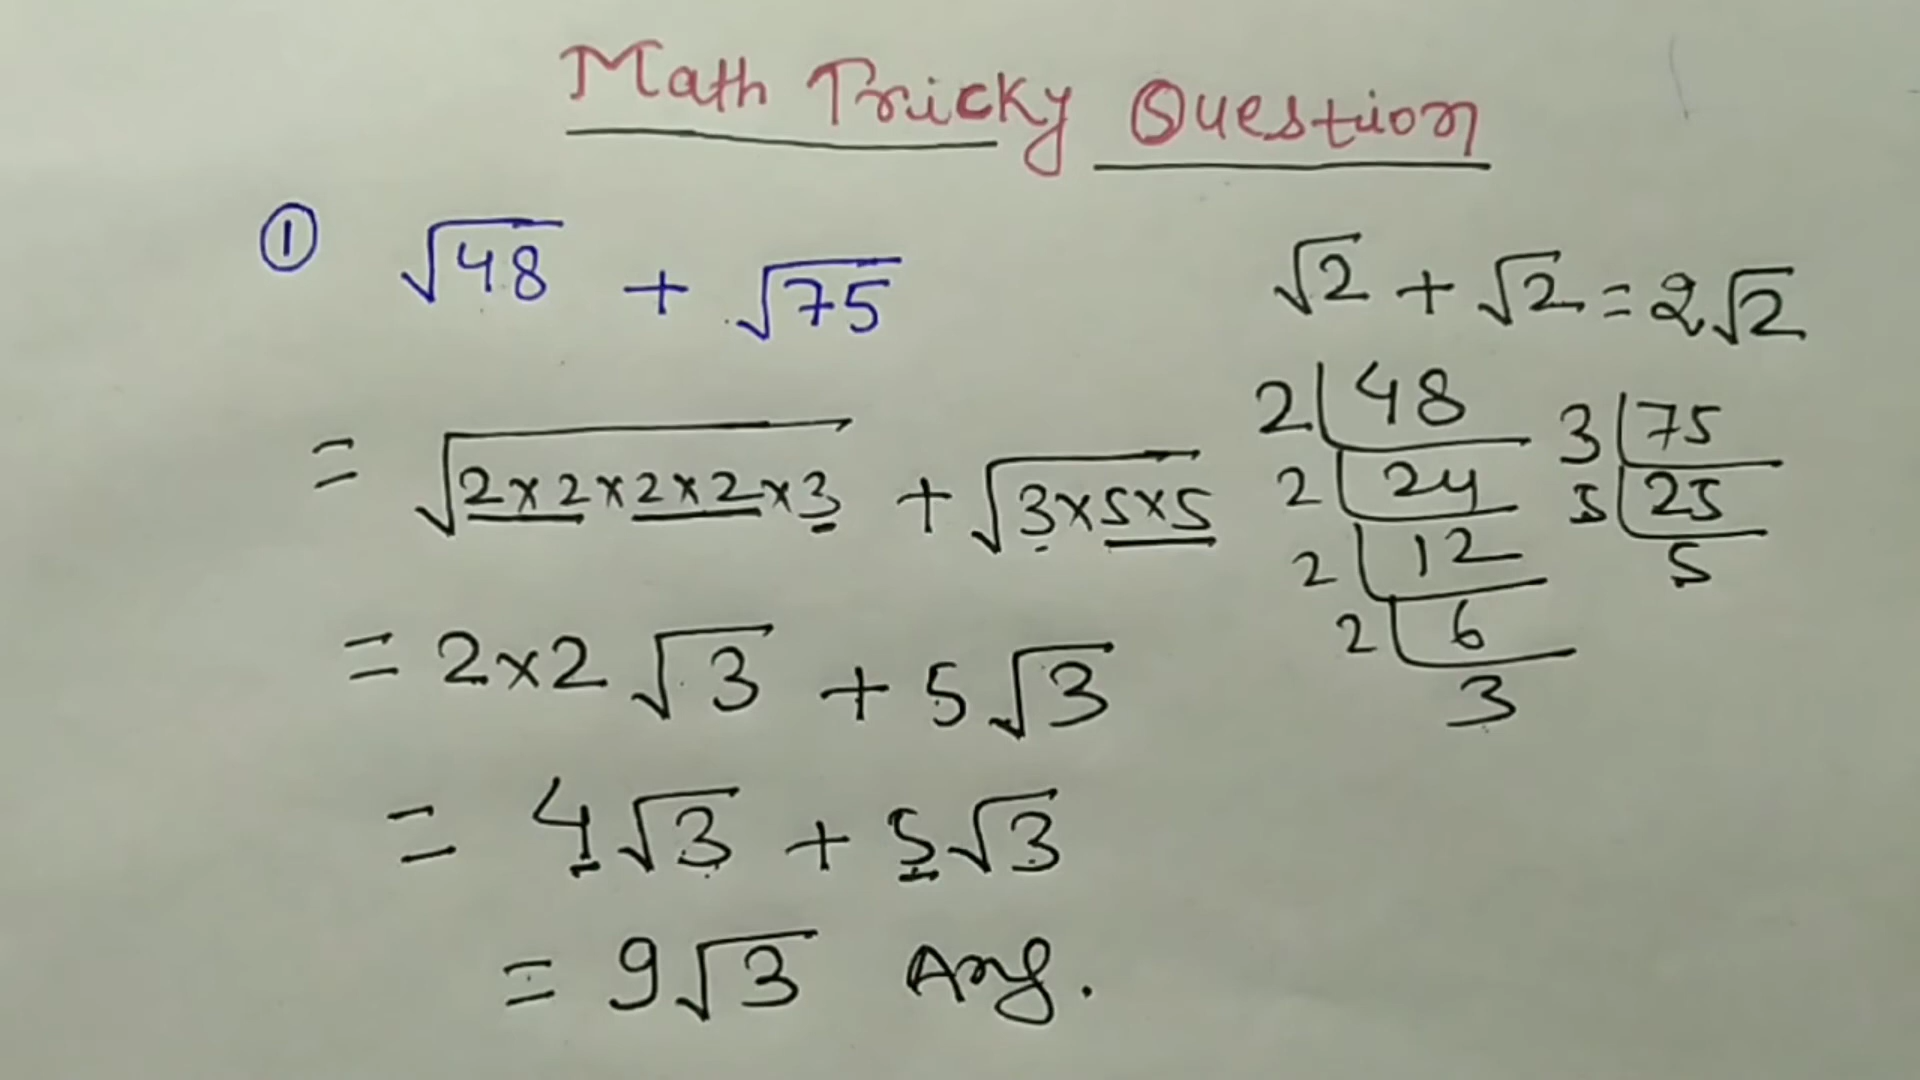 Math Tricky Question
① √48 + √75
= √2×2×2×2×3 + √3×5×5
= 2×2√3 + 5√3
= 4√3 + 5√3
= 9√3 Ans.
√2 + √2 = 2√2
2 48
2 24
2 12
2 6
3
3 75
5 25
5